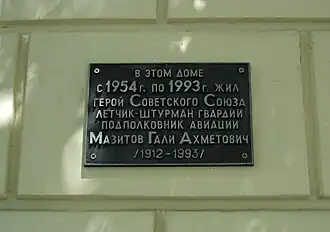 В ЭТОМ ДОМЕ
С 1954 г. ПО 1993 г. ЖИЛ
ГЕРОЙ СОВЕТСКОГО СОЮЗА
ЛЕТЧИК-ШТУРМАН ГВАРДИИ
ПОДПОЛКОВНИК АВИАЦИИ
МАЗИТОВ ГАЛИ АХМЕТОВИЧ
/1912-1993/